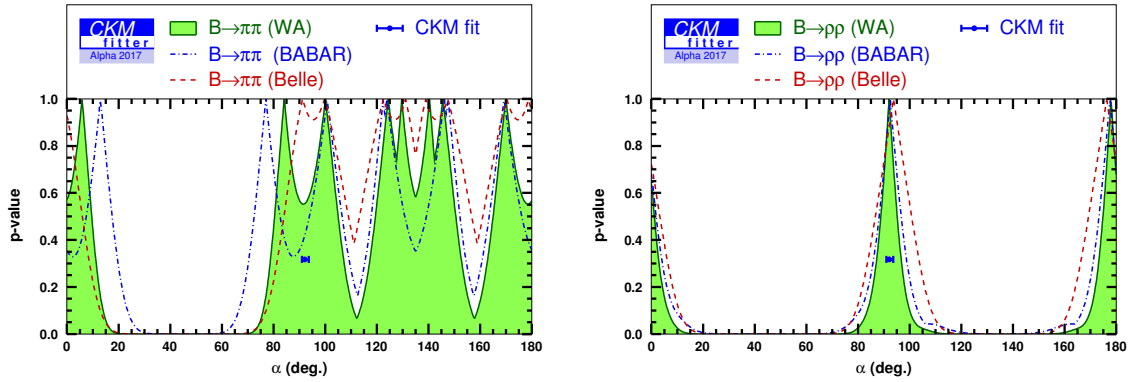 CKM
fitter
Alpha 2017
B→ππ (WA)
B→ππ (BABAR)
B→ππ (Belle)
CKM fit
p-value
1.0
0.8
0.6
0.4
0.2
0.0
0 20 40 60 80 100 120 140 160 180
α (deg.)
CKM
fitter
Alpha 2017
B→ρρ (WA)
B→ρρ (BABAR)
B→ρρ (Belle)
CKM fit
p-value
1.0
0.8
0.6
0.4
0.2
0.0
0 20 40 60 80 100 120 140 160 180
α (deg.)